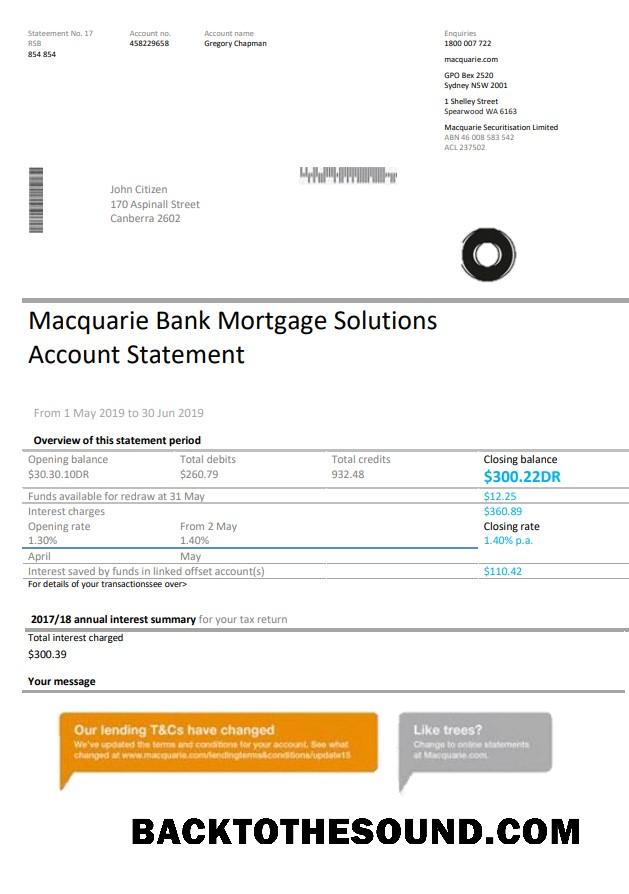 Stateement No. 17
RSB
854 854
Account no.
458229658
Account name
Gregory Chapman
Enquiries
1800 007 722
macquarie.com
GPO Box 2520
Sydney NSW 2001
1 Shelley Street
Spearwood WA 6163
Macquarie Securitisation Limited
ABN 46 008 583 542
ACL 237502
John Citizen
170 Aspinall Street
Canberra 2602
Macquarie Bank Mortgage Solutions
Account Statement
From 1 May 2019 to 30 Jun 2019
Overview of this statement period
Opening balance Total debits Total credits Closing balance
$30.30.10DR $260.79 932.48 $300.22DR
Funds available for redraw at 31 May $12.25
Interest charges $360.89
Opening rate From 2 May Closing rate
1.30% 1.40% 1.40% p.a.
April May
Interest saved by funds in linked offset account(s) $110.42
For details of your transactionssee over>
2017/18 annual interest summary for your tax return
Total interest charged
$300.39
Your message
Our lending T&Cs have changed
We've updated the terms and conditions for your account. See what
changed at www.macquarie.com/lendingterms&conditions/update15
Like trees?
Change to online statements
at Macquarie.com.
BACKTOTHESOUND.COM